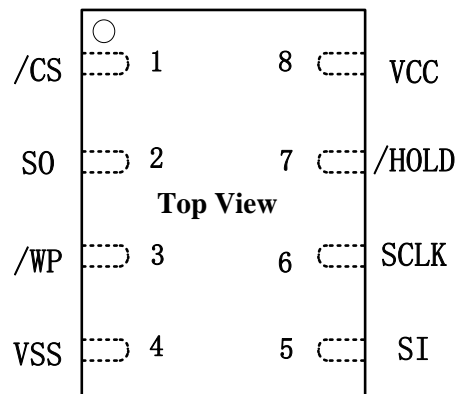 /CS 1 8 VCC
SO 2 7 /HOLD
Top View
/WP 3 6 SCLK
VSS 4 5 SI